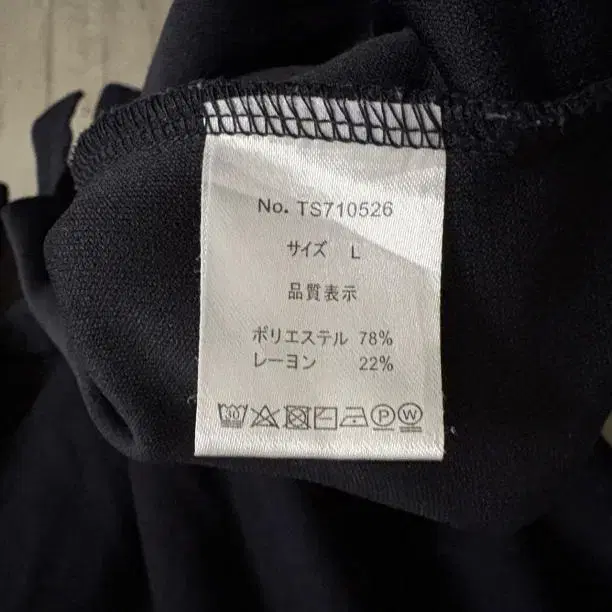 No. TS710526
サイズ L
品質表示
ポリエステル 78%
レーヨン 22%
30
P W